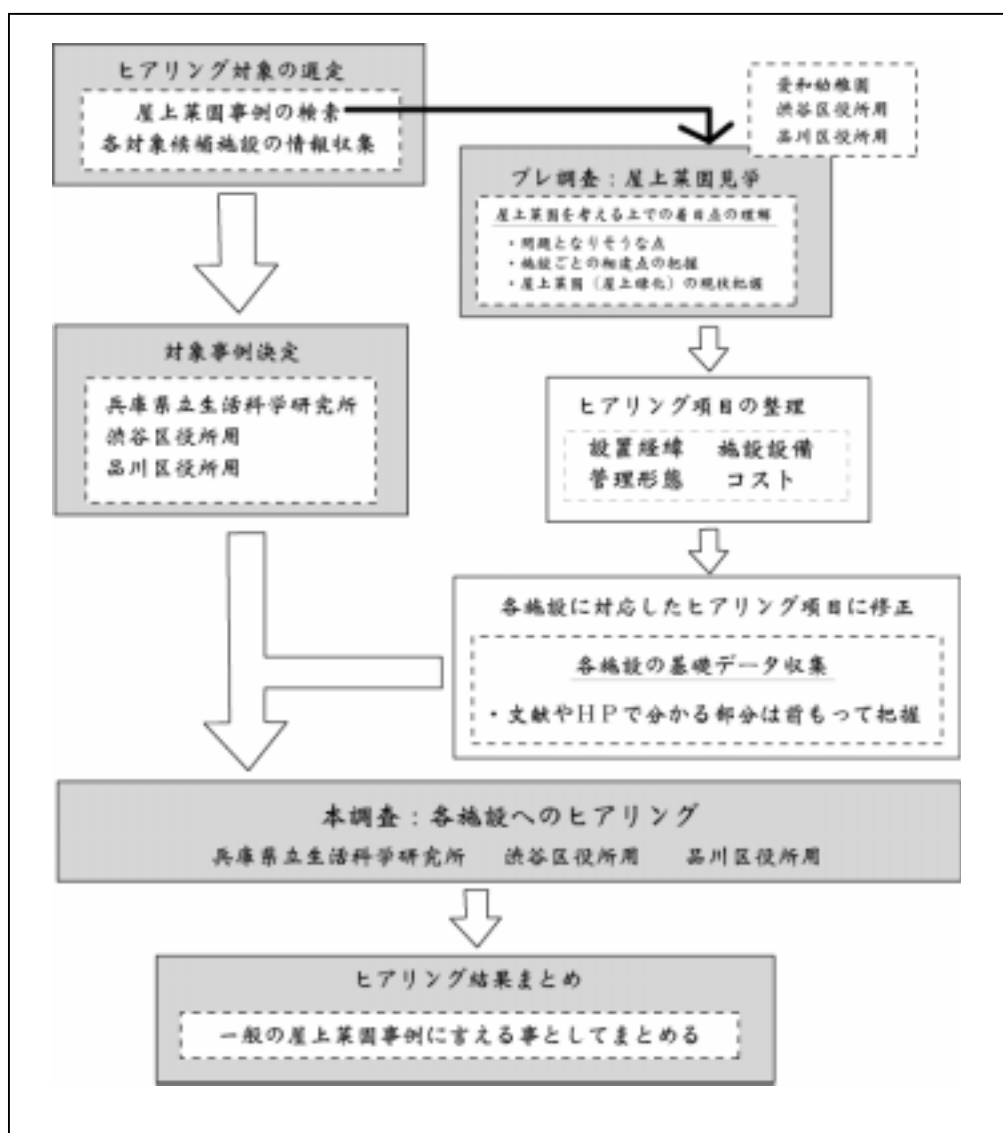 ヒアリング対象の選定
屋上菜園事例の検索
各対象候補施設の情報収集
愛和幼稚園
渋谷区役所用
品川区役所用
プレ調査：屋上菜園見学
屋上菜園を考える上での着目点の理解
・問題となりそうな点
・施設ごとの相違点の把握
・屋上菜園（屋上緑化）の現状把握
対象事例決定
兵庫県立生活科学研究所
渋谷区役所用
品川区役所用
ヒアリング項目の整理
設置経緯 施設設備
管理形態 コスト
各施設に対応したヒアリング項目に修正
各施設の基礎データ収集
・文献やＨＰで分かる部分は前もって把握
本調査：各施設へのヒアリング
兵庫県立生活科学研究所 渋谷区役所用 品川区役所用
ヒアリング結果まとめ
一般の屋上菜園事例に言える事としてまとめる